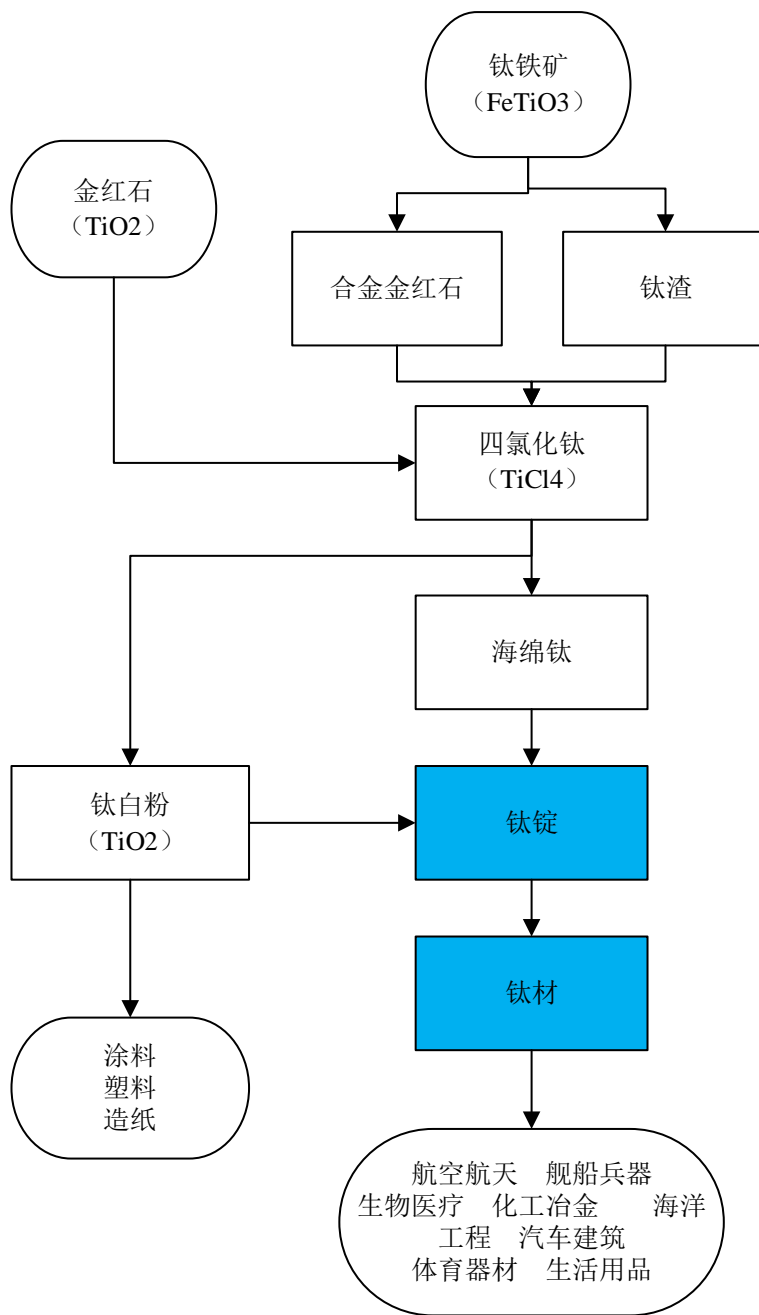 钛铁矿
（FeTiO3）
金红石
（TiO2）
合金金红石
钛渣
四氯化钛
（TiCl4）
海绵钛
钛白粉
（TiO2）
钛锭
钛材
涂料
塑料
造纸
航空航天　舰船兵器
生物医疗　化工冶金　　海洋
工程　汽车建筑
体育器材　生活用品